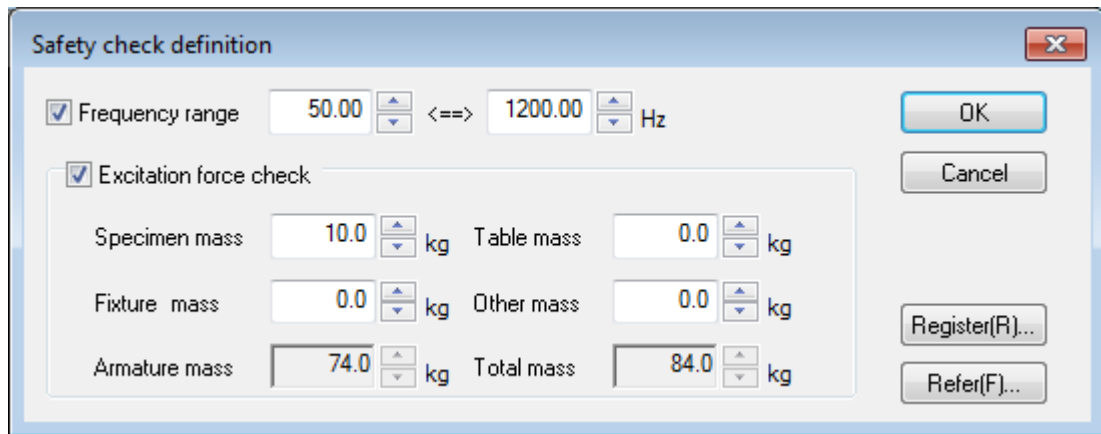 Safety check definition
Frequency range 50.00 <==> 1200.00 Hz
OK
Excitation force check
Cancel
Specimen mass 10.0 kg Table mass 0.0 kg
Fixture mass 0.0 kg Other mass 0.0 kg
Register(R)...
Armature mass 74.0 kg Total mass 84.0 kg
Refer(F)...